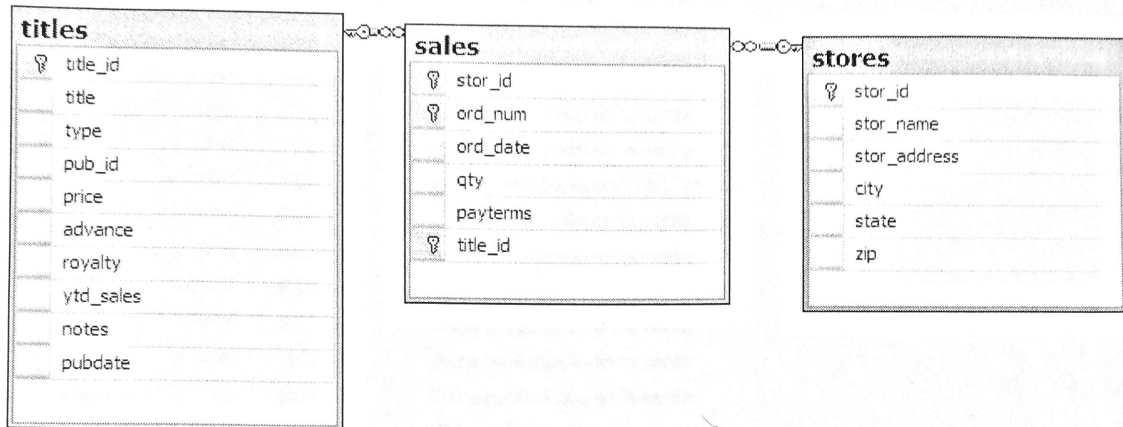 titles
title_id
title
type
pub_id
price
advance
royalty
ytd_sales
notes
pubdate
sales
stor_id
ord_num
ord_date
qty
payterms
title_id
stores
stor_id
stor_name
stor_address
city
state
zip